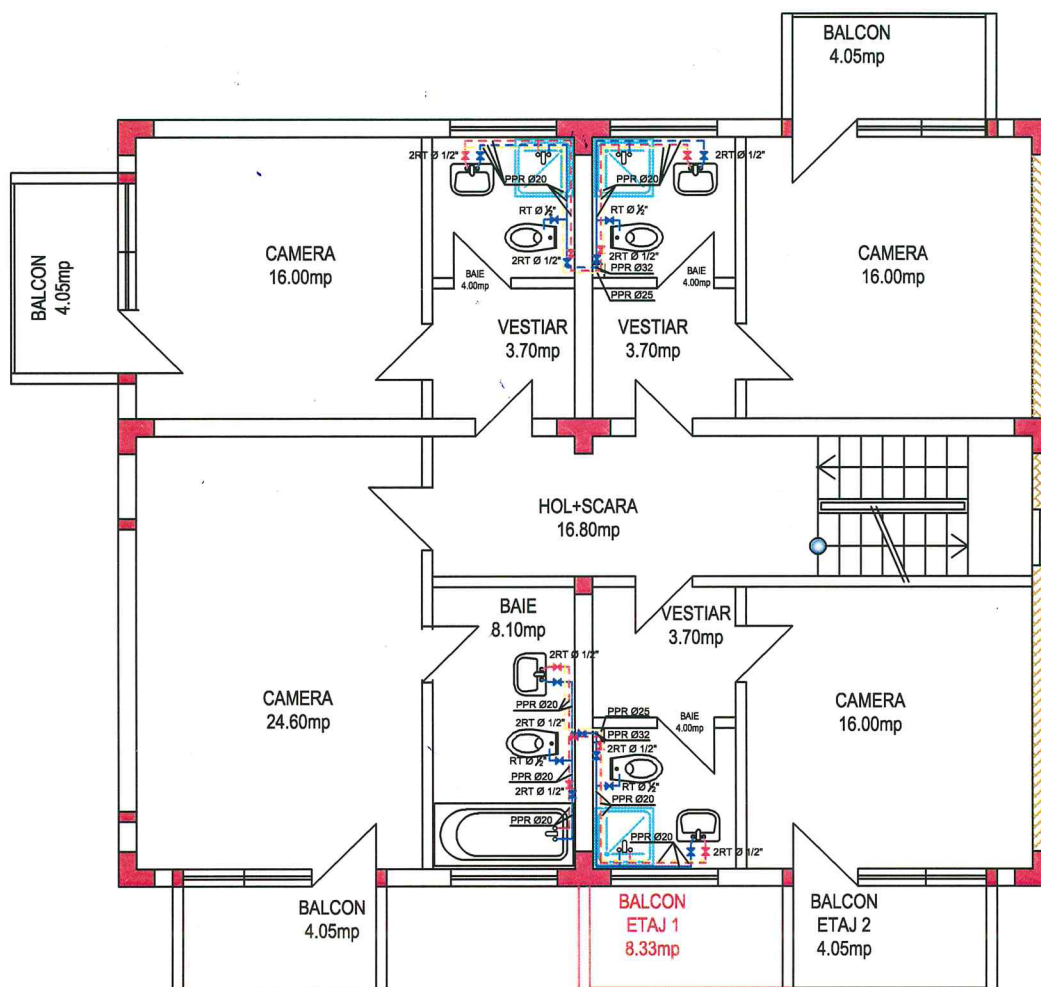 BALCON
4.05mp
2RT Ø 1/2"
2RT Ø 1/2"
PPR Ø20
PPR Ø20
RT Ø ½"
RT Ø ½"
CAMERA
16.00mp
CAMERA
16.00mp
BALCON
4.05mp
2RT Ø 1/2"
2RT Ø 1/2"
PPR Ø32
BAIE
4.00mp
BAIE
4.00mp
PPR Ø25
VESTIAR
3.70mp
VESTIAR
3.70mp
HOL+SCARA
16.80mp
BAIE
8.10mp
VESTIAR
3.70mp
2RT Ø 1/2"
CAMERA
24.60mp
CAMERA
16.00mp
PPR Ø20
PPR Ø25
BAIE
4.00mp
2RT Ø 1/2"
PPR Ø32
2RT Ø 1/2"
RT Ø ½"
PPR Ø20
RT Ø ½"
2RT Ø 1/2"
PPR Ø20
PPR Ø20
PPR Ø20
2RT Ø 1/2"
BALCON
4.05mp
BALCON
ETAJ 1
8.33mp
BALCON
ETAJ 2
4.05mp